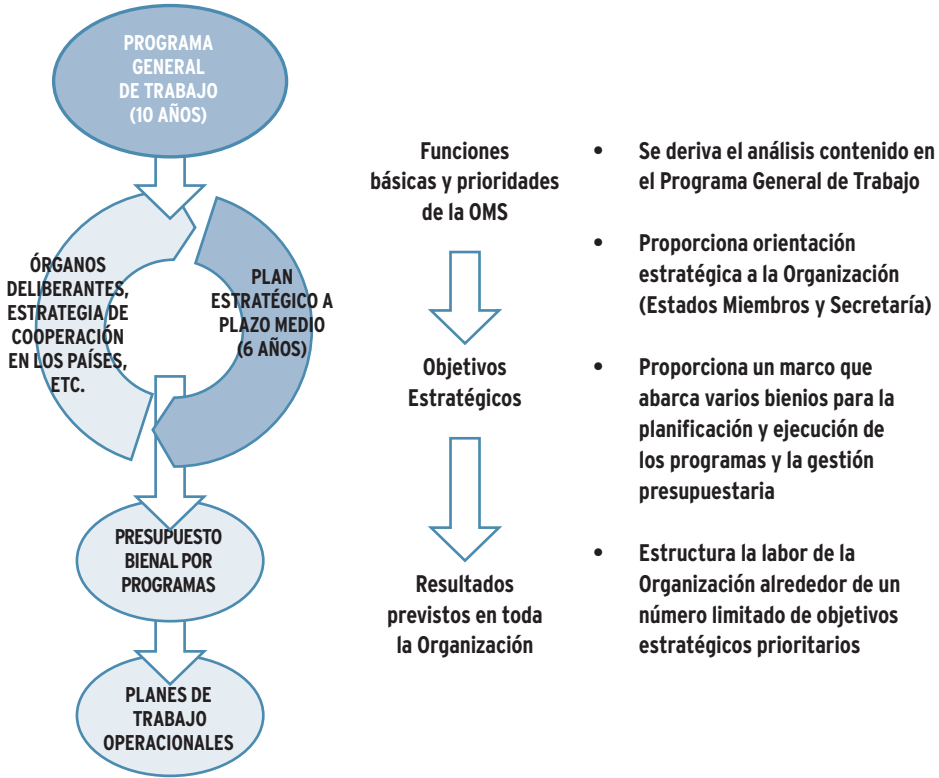 PROGRAMA
GENERAL
DE TRABAJO
(10 AÑOS)
ÓRGANOS
DELIBERANTES,
ESTRATEGIA DE
COOPERACIÓN
EN LOS PAÍSES,
ETC.
PLAN
ESTRATÉGICO A
PLAZO MEDIO
(6 AÑOS)
PRESUPUESTO
BIENAL POR
PROGRAMAS
PLANES DE
TRABAJO
OPERACIONALES
Funciones
básicas y prioridades
de la OMS
Objetivos
Estratégicos
Resultados
previstos en toda
la Organización
• Se deriva el análisis contenido en
el Programa General de Trabajo
• Proporciona orientación
estratégica a la Organización
(Estados Miembros y Secretaría)
• Proporciona un marco que
abarca varios bienios para la
planificación y ejecución de
los programas y la gestión
presupuestaria
• Estructura la labor de la
Organización alrededor de un
número limitado de objetivos
estratégicos prioritarios